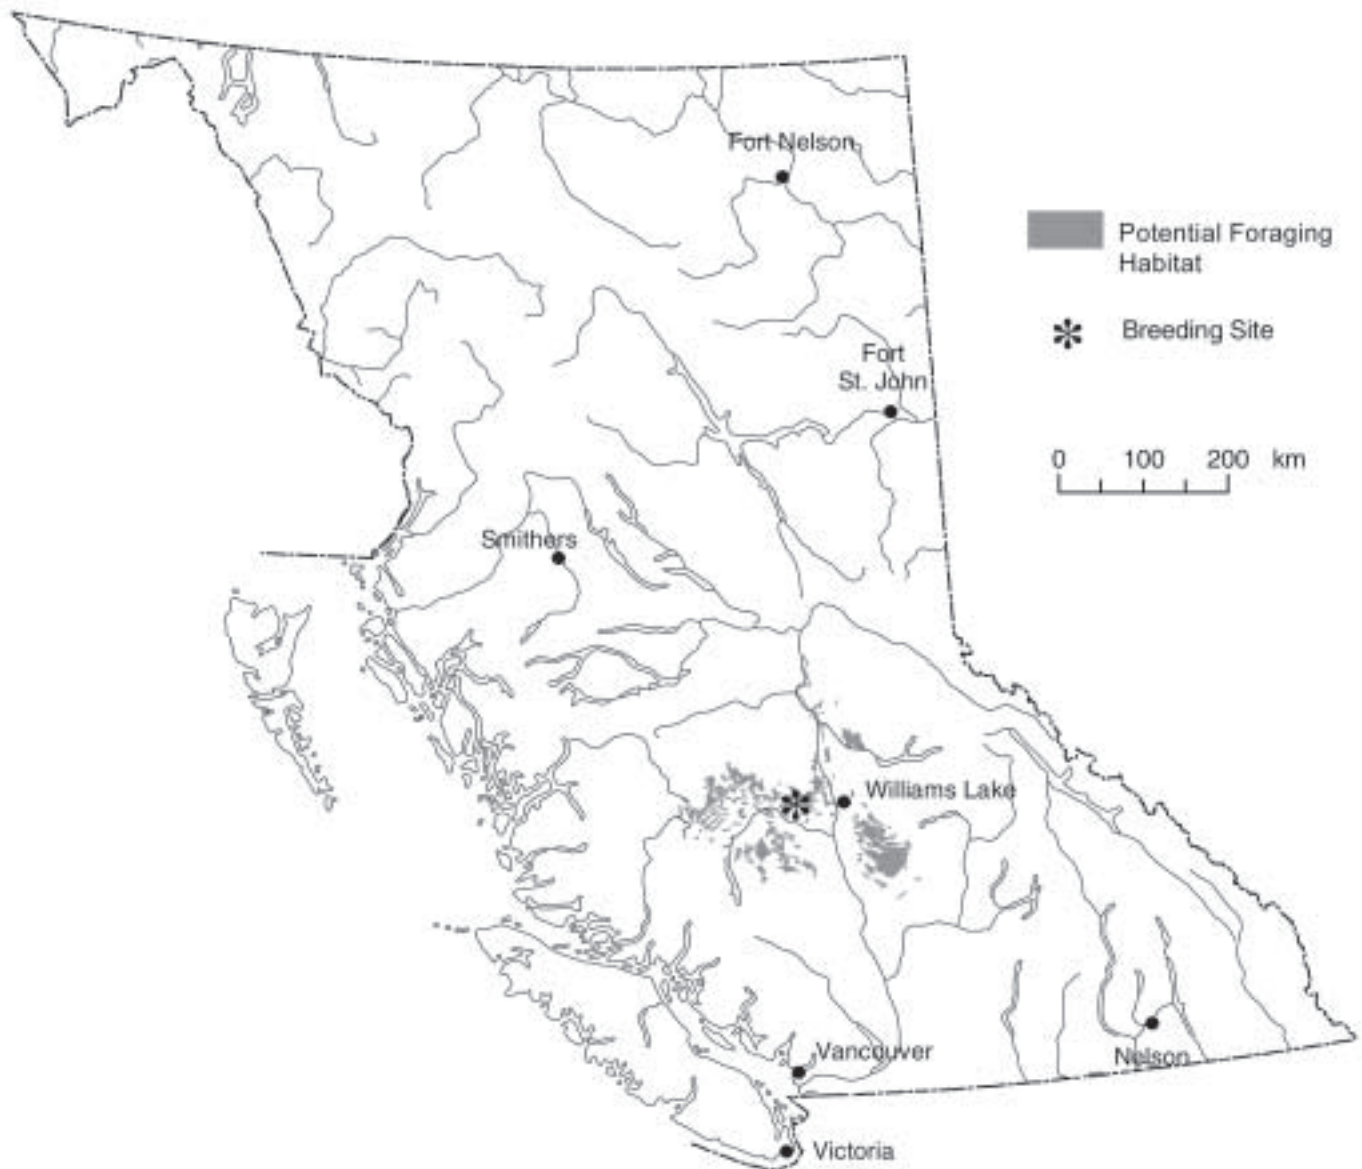 Fort Nelson
Potential Foraging
Habitat
Breeding Site
Fort
St. John
0 100 200 km
Smithers
Williams Lake
Vancouver
Nelson
Victoria